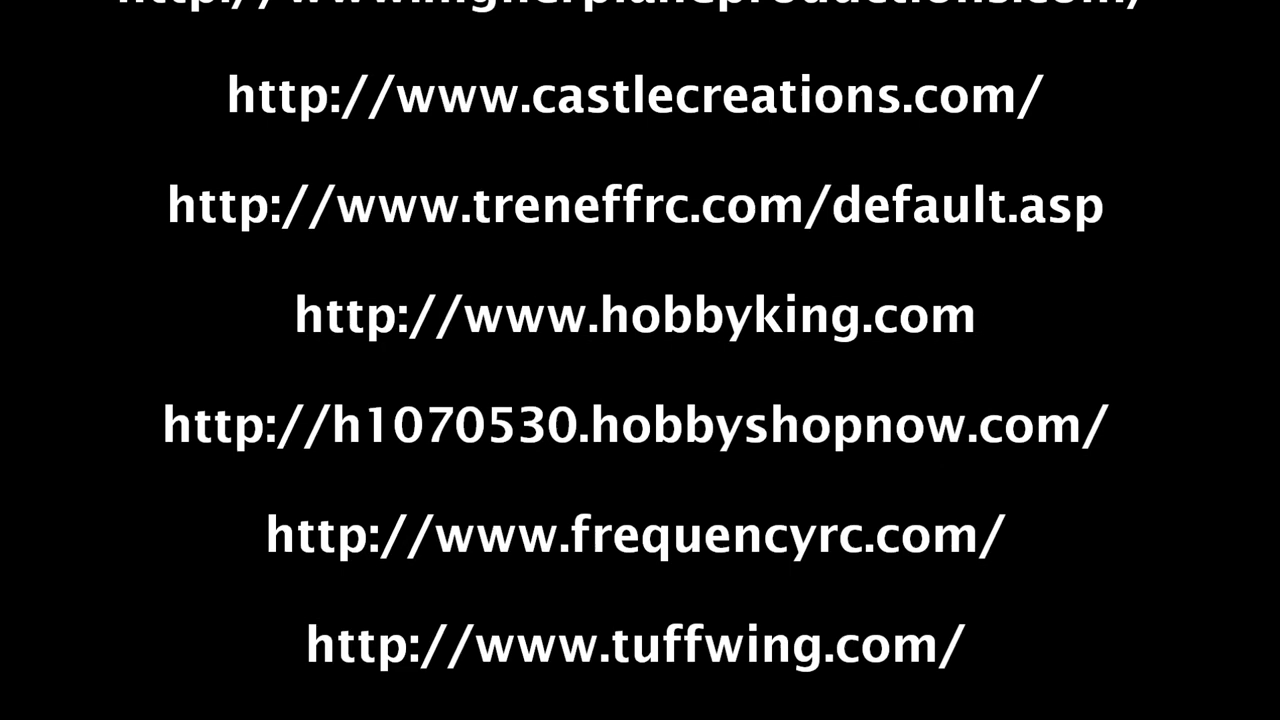 http://www.castlecreations.com/
http://www.treneffrc.com/default.asp
http://www.hobbyking.com
http://h1070530.hobbyshopnow.com/
http://www.frequencyrc.com/
http://www.tuffwing.com/